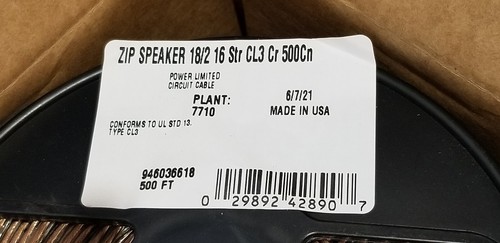 ZIP SPEAKER 18/2 16 Str CL3 Cr 500Cn
POWER LIMITED
CIRCUIT CABLE
PLANT:
7710
6/7/21
MADE IN USA
CONFORMS TO UL STD 13.
TYPE CL3
946036618
500 FT
0 29892 42890 7